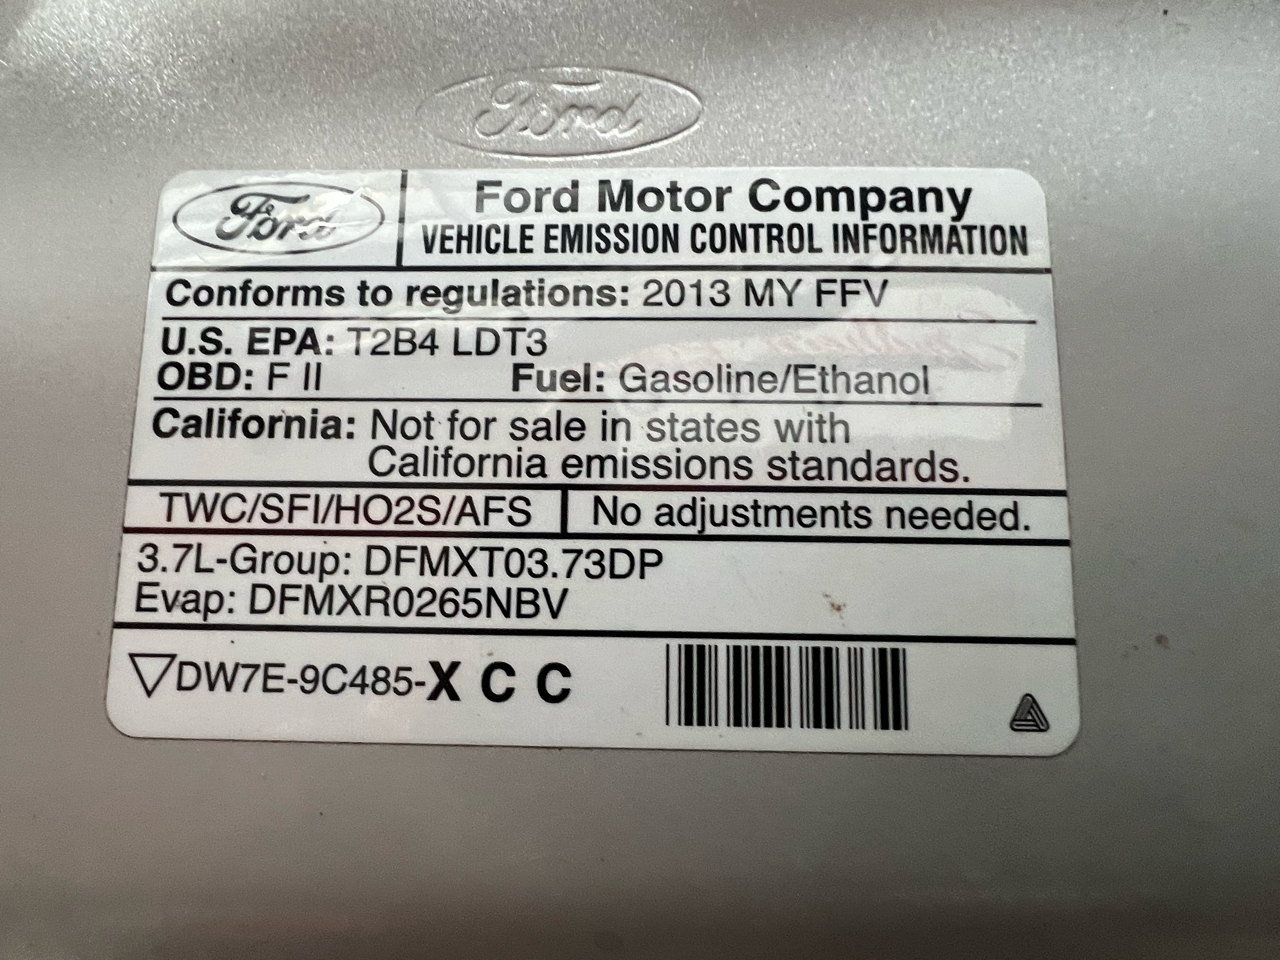 Ford
Ford Ford Motor Company
VEHICLE EMISSION CONTROL INFORMATION
Conforms to regulations: 2013 MY FFV
U.S. EPA: T2B4 LDT3
OBD: F II Fuel: Gasoline/Ethanol
California: Not for sale in states with
California emissions standards.
TWC/SFI/HO2S/AFS No adjustments needed.
3.7L-Group: DFMXT03.73DP
Evap: DFMXR0265NBV
DW7E-9C485-X C C